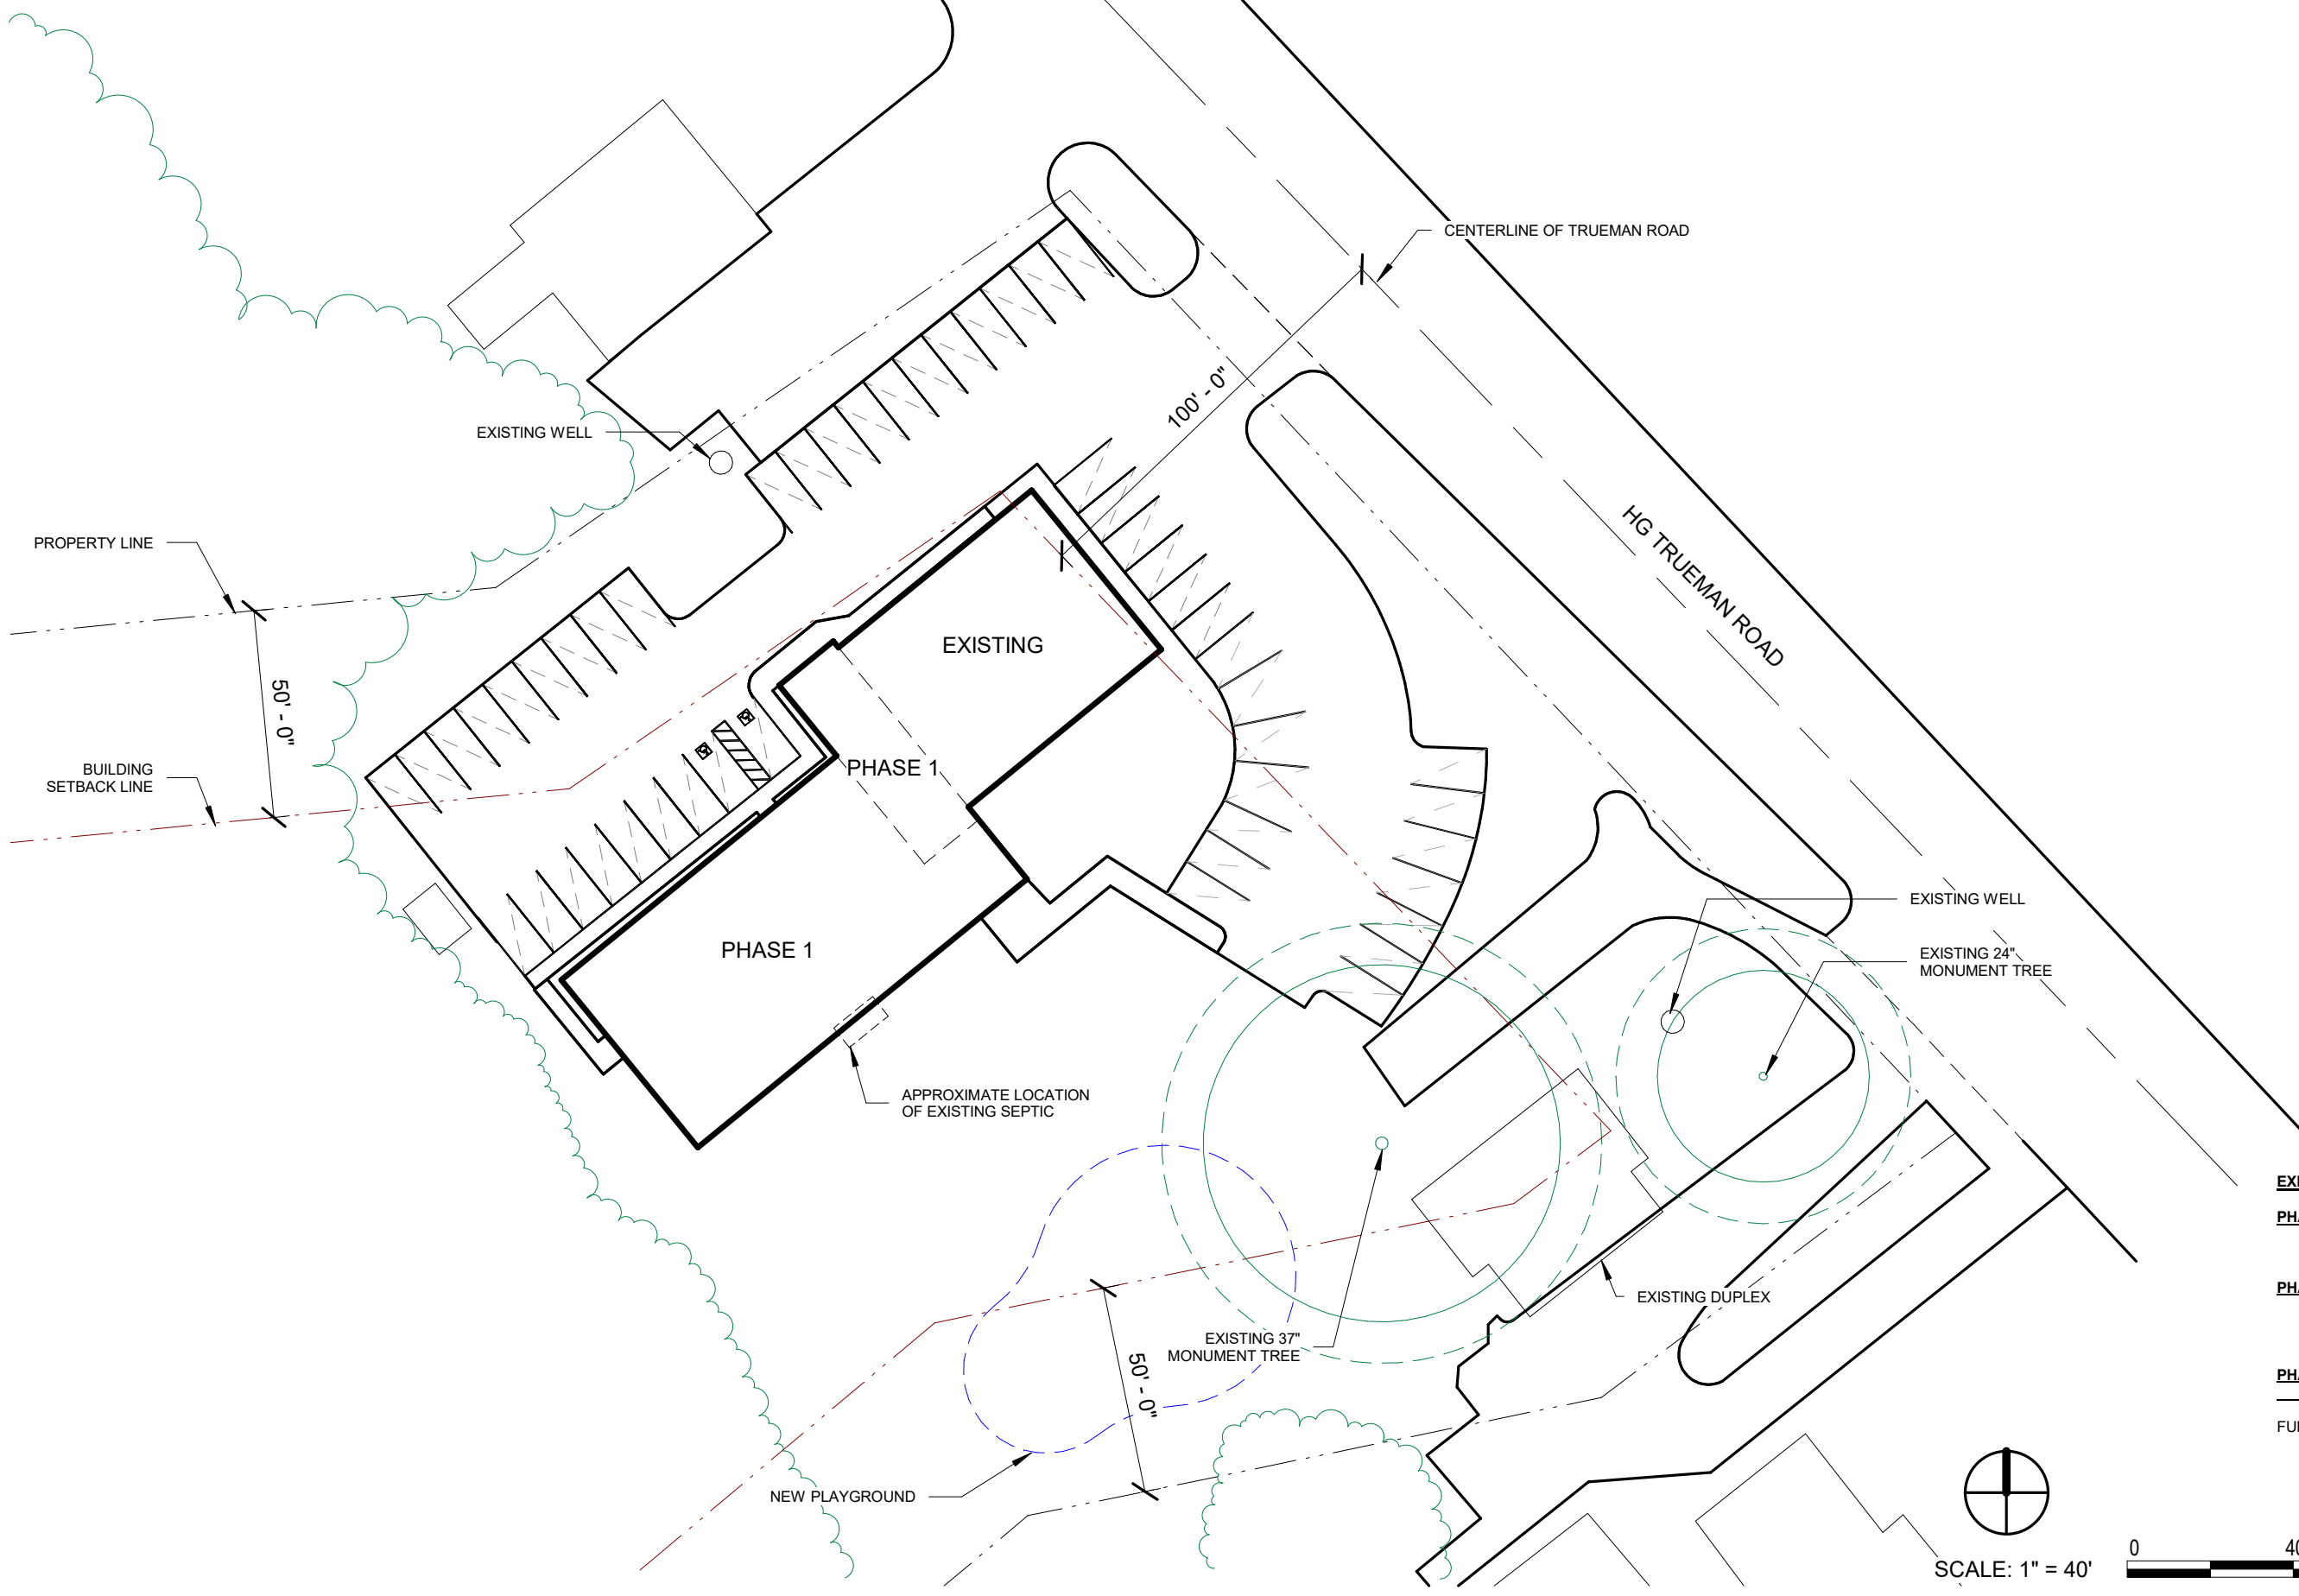 CENTERLINE OF TRUEMAN ROAD
EXISTING WELL
100' - 0"
HG TRUEMAN ROAD
PROPERTY LINE
50' - 0"
EXISTING
BUILDING
SETBACK LINE
PHASE 1
EXISTING WELL
PHASE 1
EXISTING 24"
MONUMENT TREE
APPROXIMATE LOCATION
OF EXISTING SEPTIC
EXISTING DUPLEX
EXISTING 37"
MONUMENT TREE
50' - 0"
NEW PLAYGROUND
SCALE: 1" = 40'
0